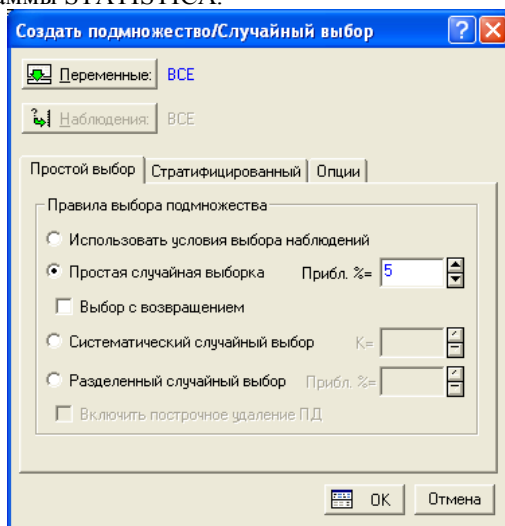 аммы STATISTICA.
Создать подмножество/Случайный выбор
Переменные: ВСЕ
Наблюдения: ВСЕ
Простой выбор Стратифицированный Опции
Правила выбора подмножества
Использовать условия выбора наблюдений
Простая случайная выборка Прибл. %= 5
Выбор с возвращением
Систематический случайный выбор K=
Разделенный случайный выбор Прибл. %=
Включить построчное удаление ПД
OK Отмена